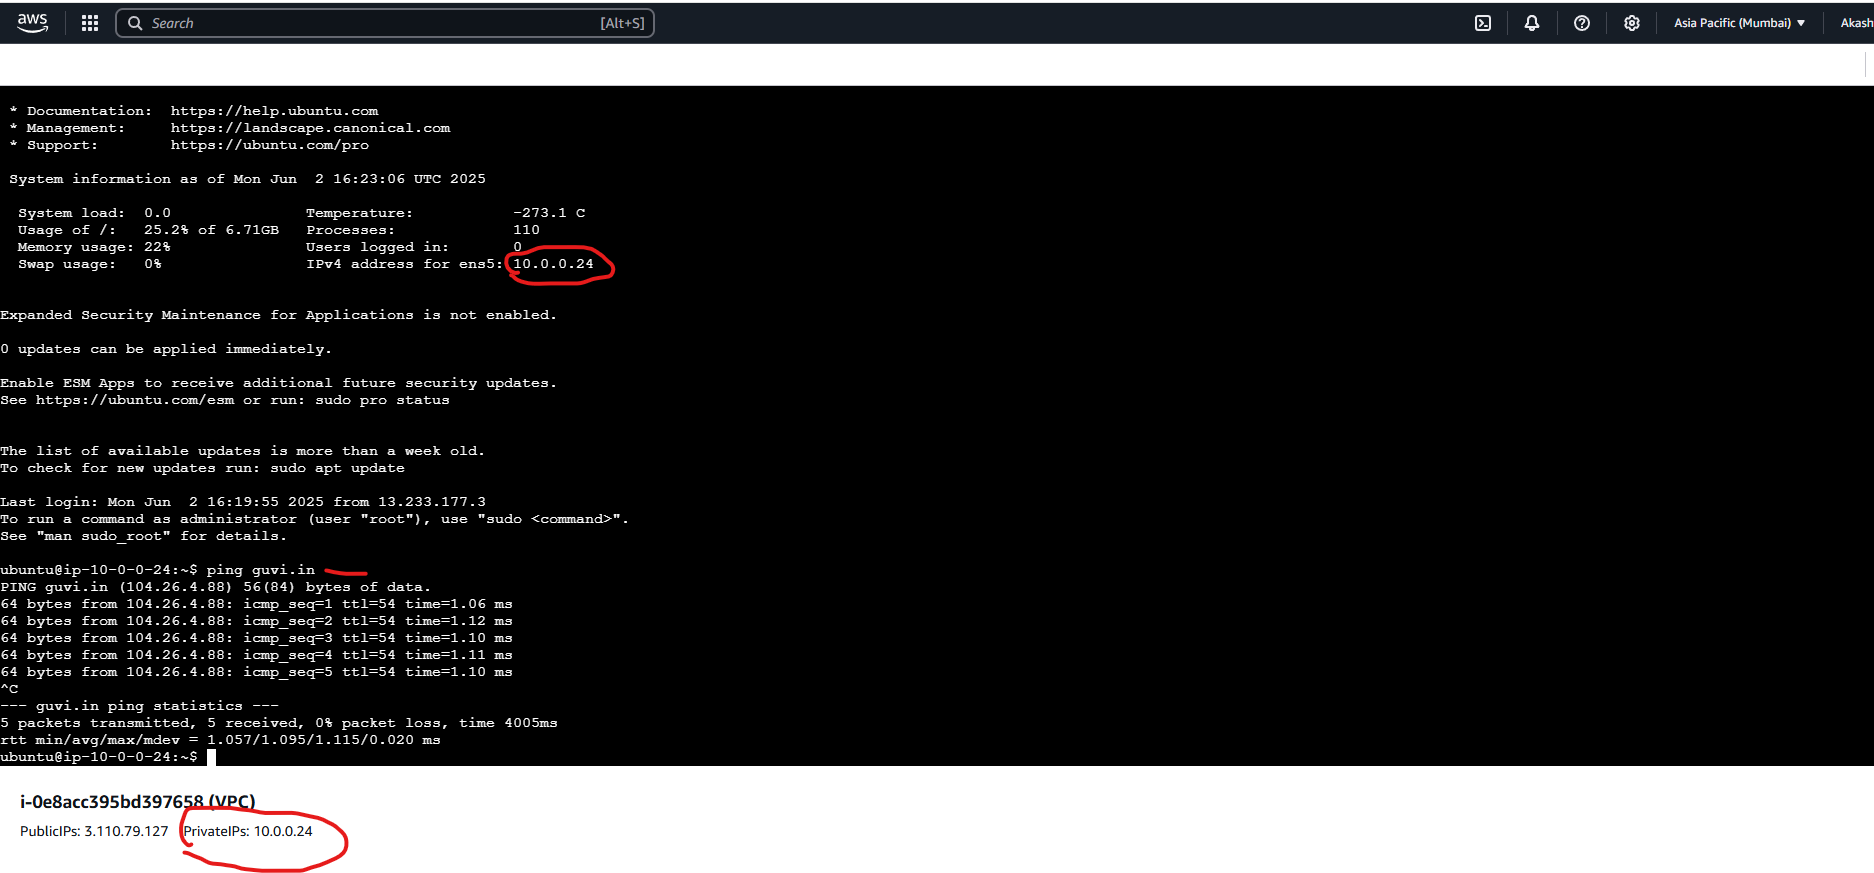 aws
Search [Alt+S]
Asia Pacific (Mumbai)
Akash
* Documentation:  https://help.ubuntu.com
* Management:     https://landscape.canonical.com
* Support:        https://ubuntu.com/pro
System information as of Mon Jun  2 16:23:06 UTC 2025
System load:  0.0               Temperature:           -273.1 C
Usage of /:   25.2% of 6.71GB   Processes:             110
Memory usage: 22%               Users logged in:       0
Swap usage:   0%                IPv4 address for ens5: 10.0.0.24
Expanded Security Maintenance for Applications is not enabled.
0 updates can be applied immediately.
Enable ESM Apps to receive additional future security updates.
See https://ubuntu.com/esm or run: sudo pro status
The list of available updates is more than a week old.
To check for new updates run: sudo apt update
Last login: Mon Jun  2 16:19:55 2025 from 13.233.177.3
To run a command as administrator (user "root"), use "sudo <command>".
See "man sudo_root" for details.
ubuntu@ip-10-0-0-24:~$ ping guvi.in
PING guvi.in (104.26.4.88) 56(84) bytes of data.
64 bytes from 104.26.4.88: icmp_seq=1 ttl=54 time=1.06 ms
64 bytes from 104.26.4.88: icmp_seq=2 ttl=54 time=1.12 ms
64 bytes from 104.26.4.88: icmp_seq=3 ttl=54 time=1.10 ms
64 bytes from 104.26.4.88: icmp_seq=4 ttl=54 time=1.11 ms
64 bytes from 104.26.4.88: icmp_seq=5 ttl=54 time=1.10 ms
^C
--- guvi.in ping statistics ---
5 packets transmitted, 5 received, 0% packet loss, time 4005ms
rtt min/avg/max/mdev = 1.057/1.095/1.115/0.020 ms
ubuntu@ip-10-0-0-24:~$
i-0e8acc395bd397658 (VPC)
PublicIPs: 3.110.79.127 PrivateIPs: 10.0.0.24